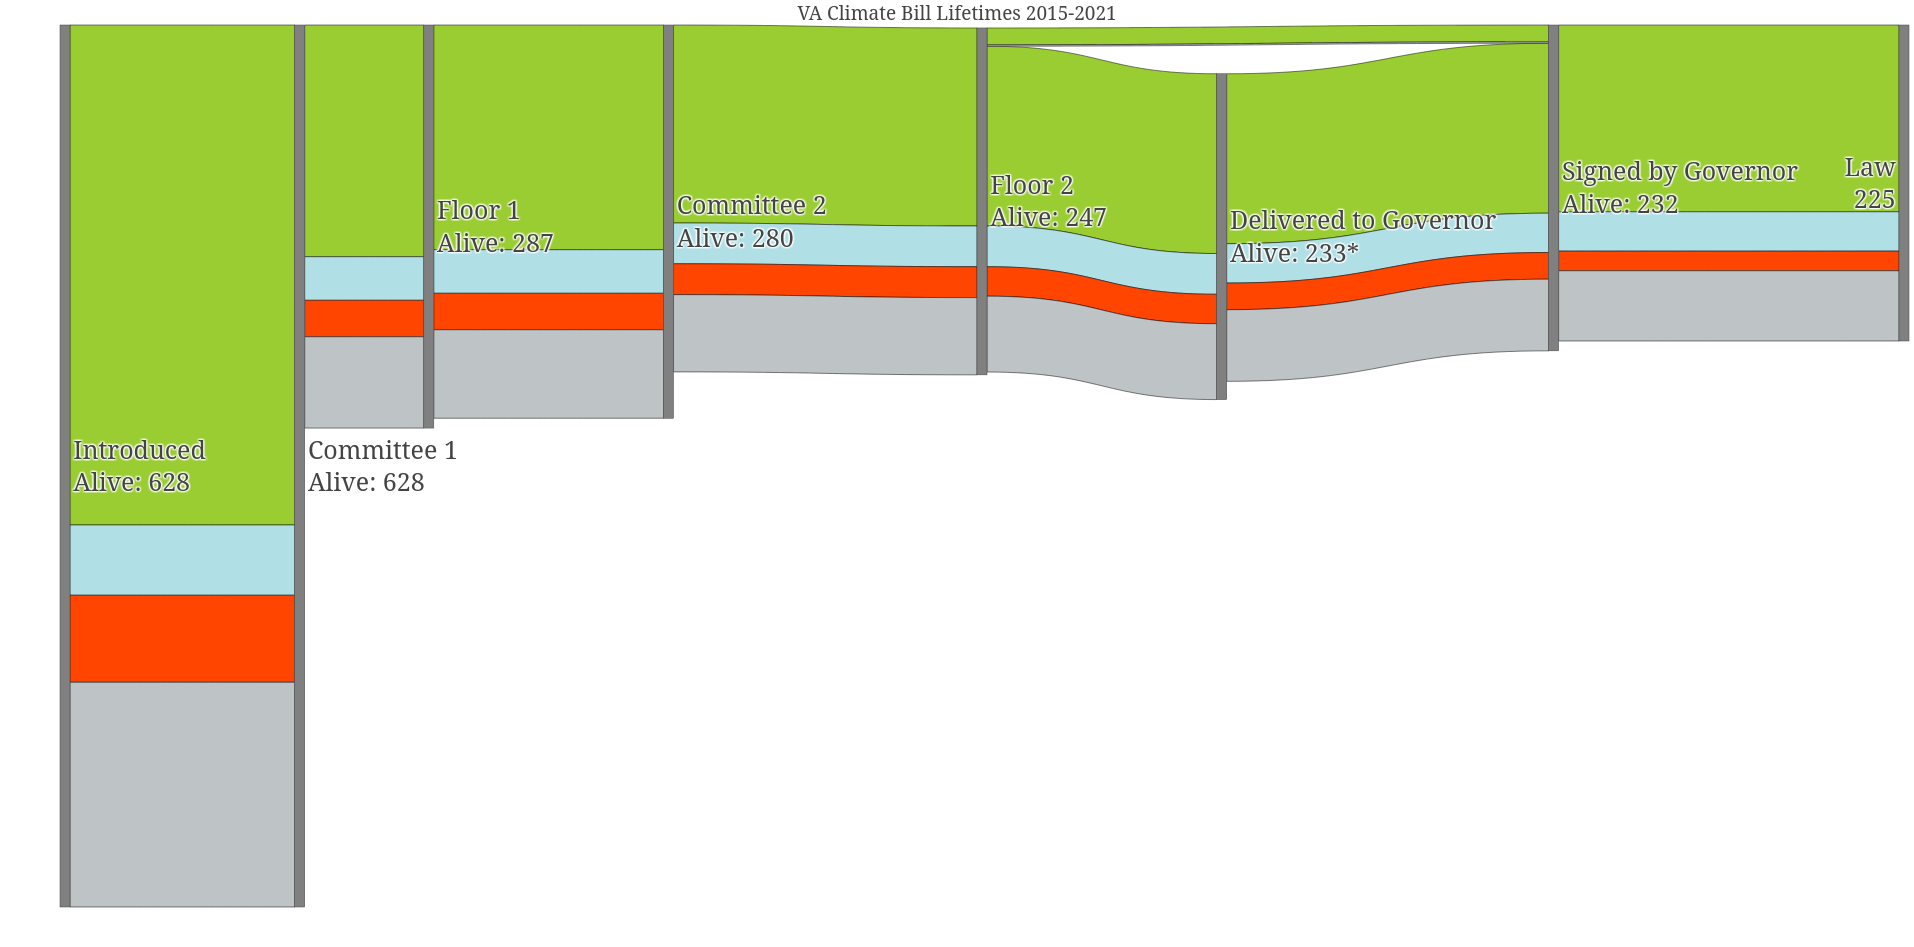 VA Climate Bill Lifetimes 2015-2021
Introduced
Alive: 628
Committee 1
Alive: 628
Floor 1
Alive: 287
Committee 2
Alive: 280
Floor 2
Alive: 247
Delivered to Governor
Alive: 233*
Signed by Governor
Alive: 232
Law
225